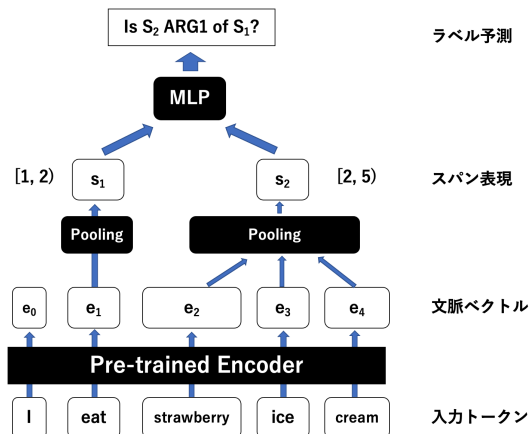 Is S₂ ARG1 of S₁? ラベル予測
MLP
[1, 2) s₁ s₂ [2, 5) スパン表現
Pooling Pooling
e₀ e₁ e₂ e₃ e₄ 文脈ベクトル
Pre-trained Encoder
I eat strawberry ice cream 入力トークン